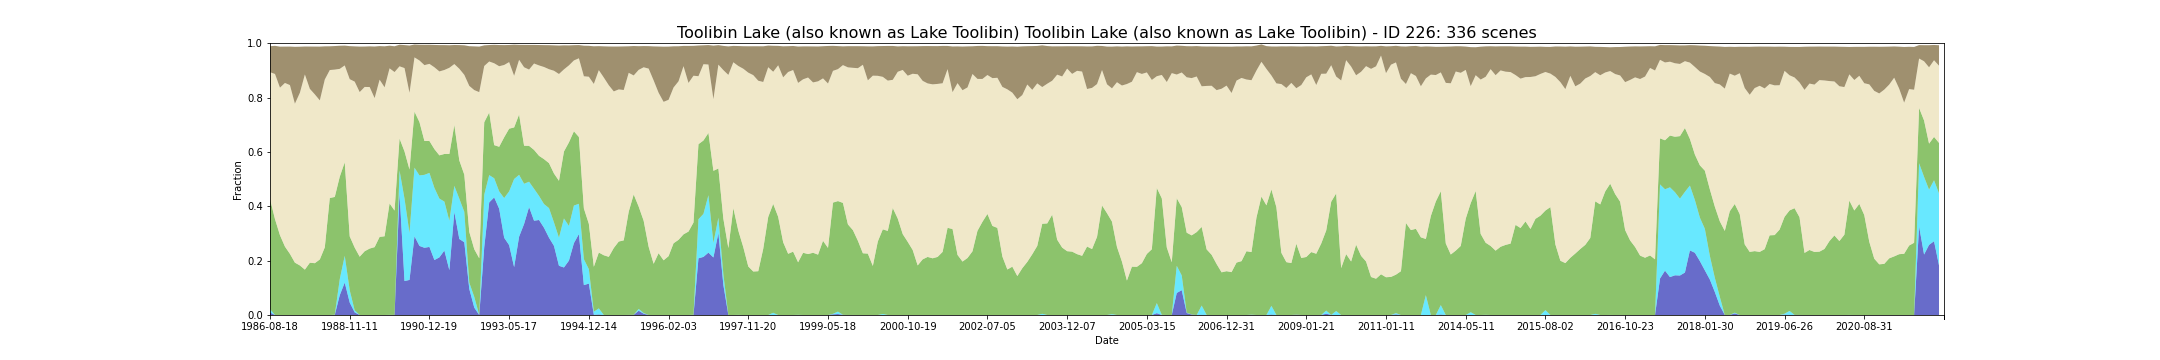 Toolibin Lake (also known as Lake Toolibin) Toolibin Lake (also known as Lake Toolibin) - ID 226: 336 scenes
1.0
0.8
0.6
0.4
0.2
0.0
Fraction
1986-08-18 1988-11-11 1990-12-19 1993-05-17 1994-12-14 1996-02-03 1997-11-20 1999-05-18 2000-10-19 2002-07-05 2003-12-07 2005-03-15 2006-12-31 2009-01-21 2011-01-11 2014-05-11 2015-08-02 2016-10-23 2018-01-30 2019-06-26 2020-08-31
Date